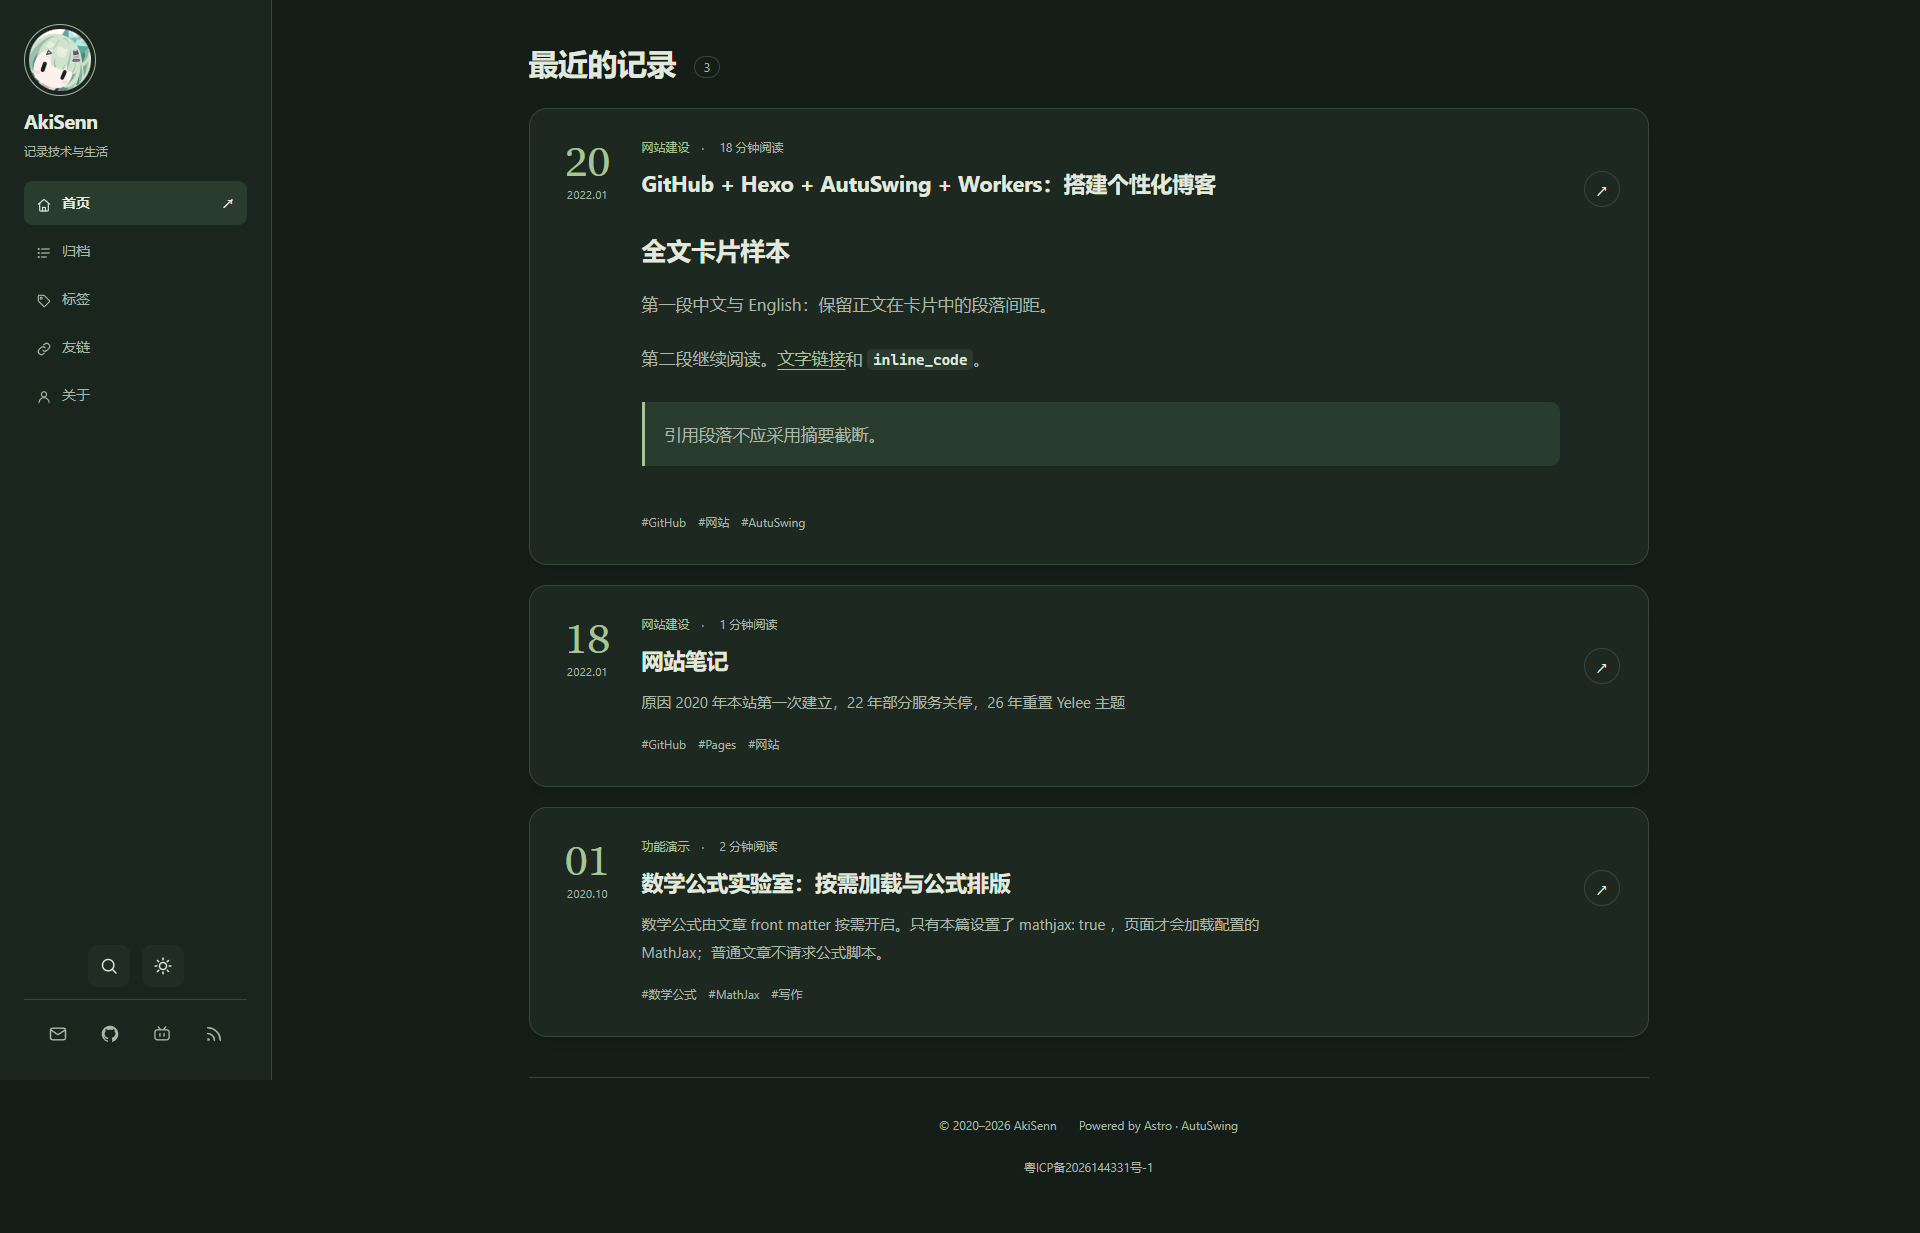 AkiSenn
记录技术与生活
首页
归档
标签
友链
关于
最近的记录 3
20
2022.01
网站建设 · 18 分钟阅读
GitHub + Hexo + AutuSwing + Workers：搭建个性化博客
全文卡片样本
第一段中文与 English：保留正文在卡片中的段落间距。
第二段继续阅读。文字链接和 inline_code 。
引用段落不应采用摘要截断。
#GitHub #网站 #AutuSwing
18
2022.01
网站建设 · 1 分钟阅读
网站笔记
原因 2020 年本站第一次建立，22 年部分服务关停，26 年重置 Yelee 主题
#GitHub #Pages #网站
01
2020.10
功能演示 · 2 分钟阅读
数学公式实验室：按需加载与公式排版
数学公式由文章 front matter 按需开启。只有本篇设置了 mathjax: true ，页面才会加载配置的
MathJax；普通文章不请求公式脚本。
#数学公式 #MathJax #写作
© 2020–2026 AkiSenn Powered by Astro · AutuSwing
粤ICP备2026144331号-1